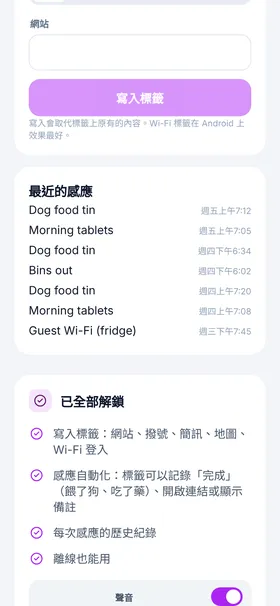 網站
寫入標籤
寫入會取代標籤上原有的內容。Wi-Fi 標籤在 Android 上
效果最好。
最近的感應
Dog food tin 週五上午7:12
Morning tablets 週五上午7:05
Dog food tin 週四下午6:34
Bins out 週四下午6:02
Dog food tin 週四上午7:20
Morning tablets 週四上午7:08
Guest Wi-Fi (fridge) 週三下午7:45
已全部解鎖
寫入標籤：網站、撥號、簡訊、地圖、
Wi-Fi 登入
感應自動化：標籤可以記錄「完成」
（餵了狗、吃了藥）、開啟連結或顯示
備註
每次感應的歷史紀錄
離線也能用
聲音